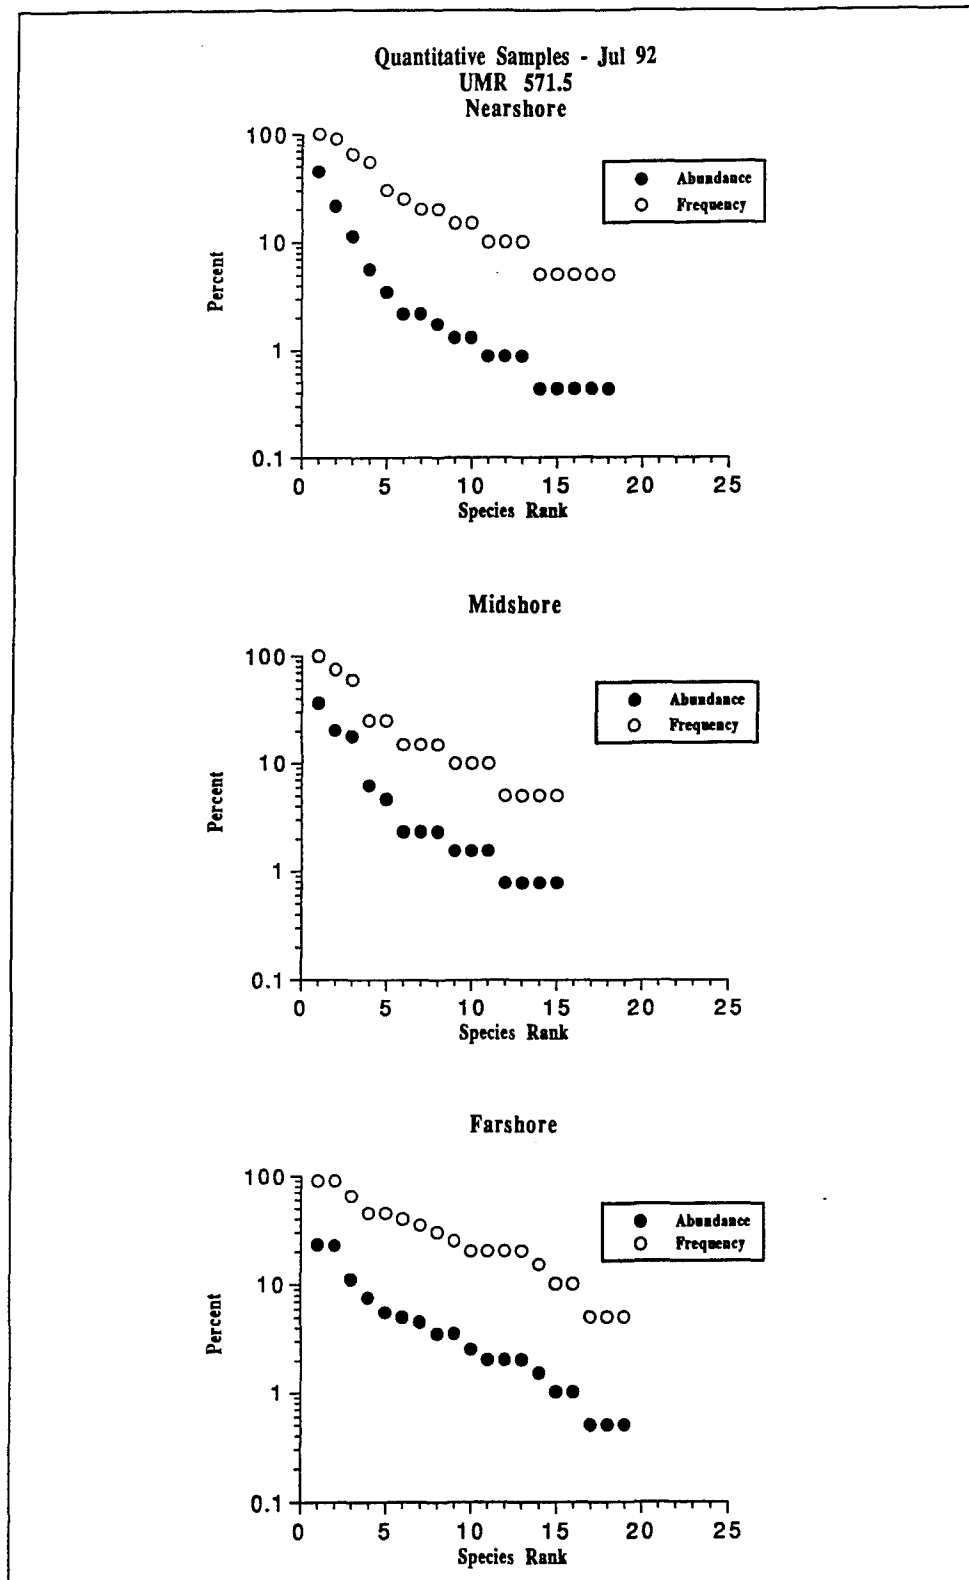 Quantitative Samples - Jul 92
UMR 571.5
Nearshore
100
10
1
0.1
Percent
Abundance
Frequency
0 5 10 15 20 25
Species Rank
Midshore
100
10
1
0.1
Percent
Abundance
Frequency
0 5 10 15 20 25
Species Rank
Farshore
100
10
1
0.1
Percent
Abundance
Frequency
0 5 10 15 20 25
Species Rank